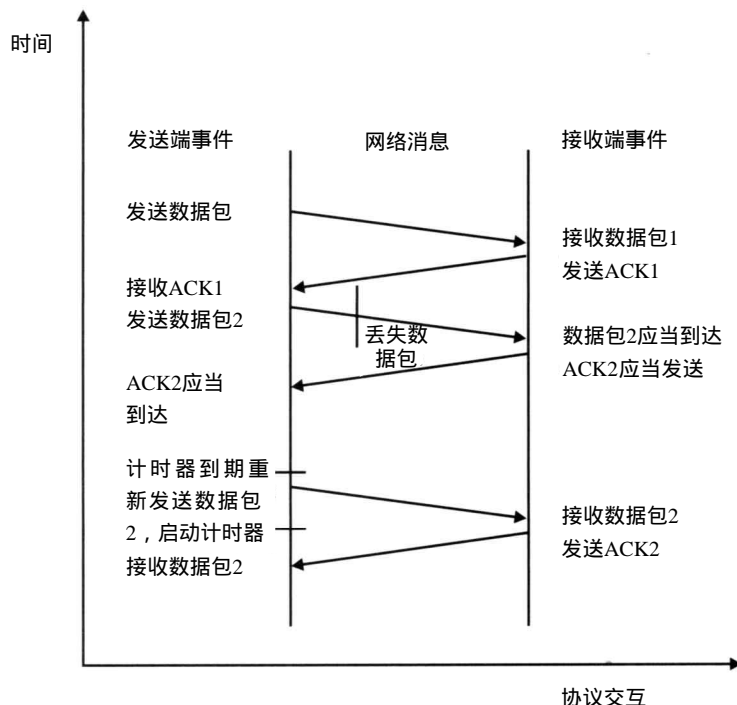 时间
发送端事件
网络消息
接收端事件
发送数据包
接收数据包1
发送ACK1
接收ACK1
发送数据包2
丢失数
据包
数据包2应当到达
ACK2应当发送
ACK2应当
到达
计时器到期重
新发送数据包
2，启动计时器
接收数据包2
接收数据包2
发送ACK2
协议交互